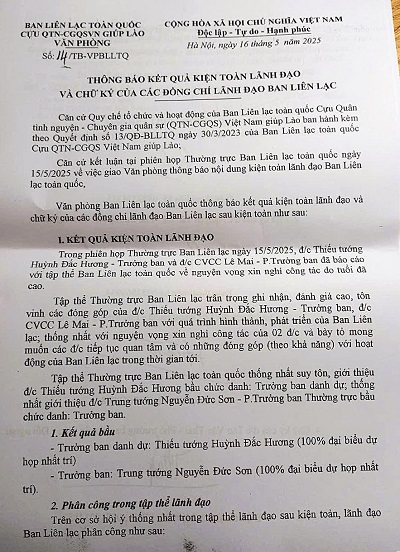 BAN LIÊN LẠC TOÀN QUỐC
CỰU QTN-CGQSVN GIÚP LÀO
VĂN PHÒNG
Số: 14/TB-VPBLLTQ
CỘNG HÒA XÃ HỘI CHỦ NGHĨA VIỆT NAM
Độc lập - Tự do - Hạnh phúc
Hà Nội, ngày 16 tháng 5 năm 2025
THÔNG BÁO KẾT QUẢ KIỆN TOÀN LÃNH ĐẠO
VÀ CHỮ KÝ CỦA CÁC ĐỒNG CHÍ LÃNH ĐẠO BAN LIÊN LẠC
Căn cứ Quy chế tổ chức và hoạt động của Ban Liên lạc toàn quốc Cựu Quân
tình nguyện - Chuyên gia quân sự (QTN-CGQS) Việt Nam giúp Lào ban hành kèm
theo Quyết định số 13/QĐ-BLLTQ ngày 30/3/2023 của Ban Liên lạc toàn quốc
Cựu QTN-CGQS Việt Nam giúp Lào;
Căn cứ kết luận tại phiên họp Thường trực Ban Liên lạc toàn quốc ngày
15/5/2025 về việc giao Văn phòng thông báo nội dung kiện toàn lãnh đạo Ban Liên
lạc toàn quốc,
Văn phòng Ban Liên lạc toàn quốc thông báo kết quả kiện toàn lãnh đạo và
chữ ký của các đồng chí lãnh đạo Ban Liên lạc sau kiện toàn như sau:
I. KẾT QUẢ KIỆN TOÀN LÃNH ĐẠO
Trong phiên họp Thường trực Ban Liên lạc ngày 15/5/2025, đ/c Thiếu tướng
Huỳnh Đắc Hương - Trưởng ban và đ/c CVCC Lê Mai - P.Trưởng ban đã báo cáo
với tập thể Ban Liên lạc toàn quốc về nguyện vọng xin nghỉ công tác do tuổi đã
cao.
Tập thể Thường trực Ban Liên lạc trân trọng ghi nhận, đánh giá cao, tôn
vinh các đóng góp của đ/c Thiếu tướng Huỳnh Đắc Hương - Trưởng ban, đ/c
CVCC Lê Mai - P.Trưởng ban với quá trình hình thành, phát triển của Ban Liên
lạc; thống nhất với nguyện vọng xin nghỉ công tác của 02 đ/c và bày tỏ mong
muốn các đ/c tiếp tục quan tâm và có những đóng góp (theo khả năng) với hoạt
động của Ban Liên lạc trong thời gian tới.
Tập thể Thường trực Ban Liên lạc toàn quốc thống nhất suy tôn, giới thiệu
đ/c Thiếu tướng Huỳnh Đắc Hương bầu chức danh: Trưởng ban danh dự; thống
nhất giới thiệu đ/c Trung tướng Nguyễn Đức Sơn - P.Trưởng ban Thường trực bầu
chức danh: Trưởng ban.
1. Kết quả bầu
- Trưởng ban danh dự: Thiếu tướng Huỳnh Đắc Hương (100% đại biểu dự
họp nhất trí)
- Trưởng ban: Trung tướng Nguyễn Đức Sơn (100% đại biểu dự họp nhất
trí).
2. Phân công trong tập thể lãnh đạo
Trên cơ sở hội ý thống nhất trong tập thể lãnh đạo sau kiện toàn, lãnh đạo
Ban Liên lạc phân công như sau: